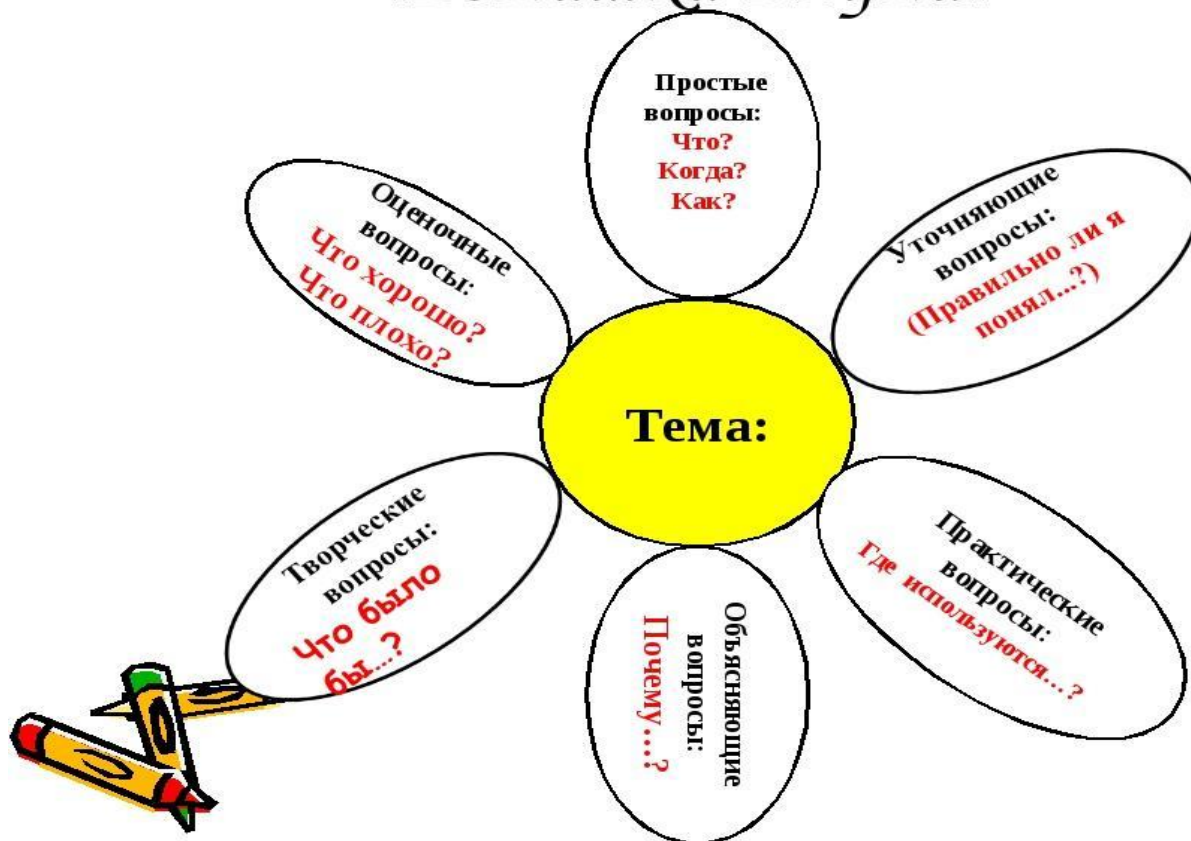 Простые
вопросы:
Что?
Когда?
Как?
Уточняющие
вопросы:
(Правильно ли я
понял...?)
Практические
вопросы:
Где используются...?
Объясняющие
вопросы:
Почему...?
Творческие
вопросы:
Что было
бы...?
Оценочные
вопросы:
Что хорошо?
Что плохо?
Тема: